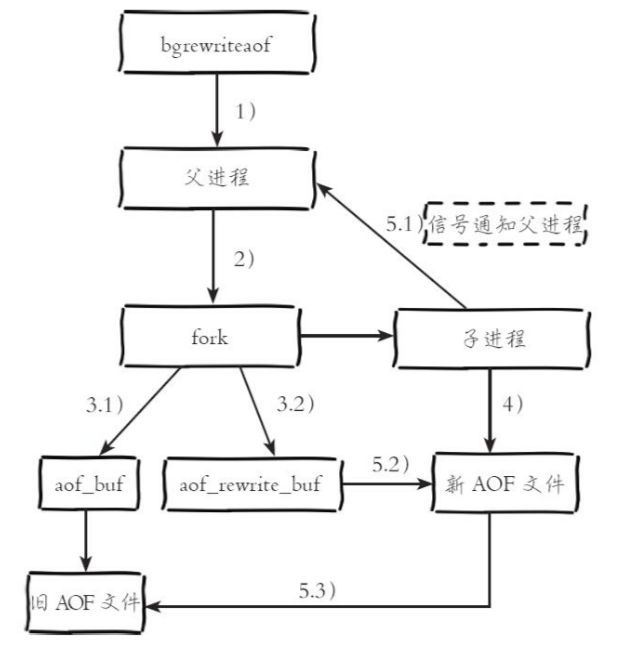 bgrewriteaof
1)
父进程
5.1)
信号通知父进程
2)
fork
子进程
3.1)
3.2)
4)
aof_buf
aof_rewrite_buf
5.2)
新 AOF 文件
5.3)
旧 AOF 文件